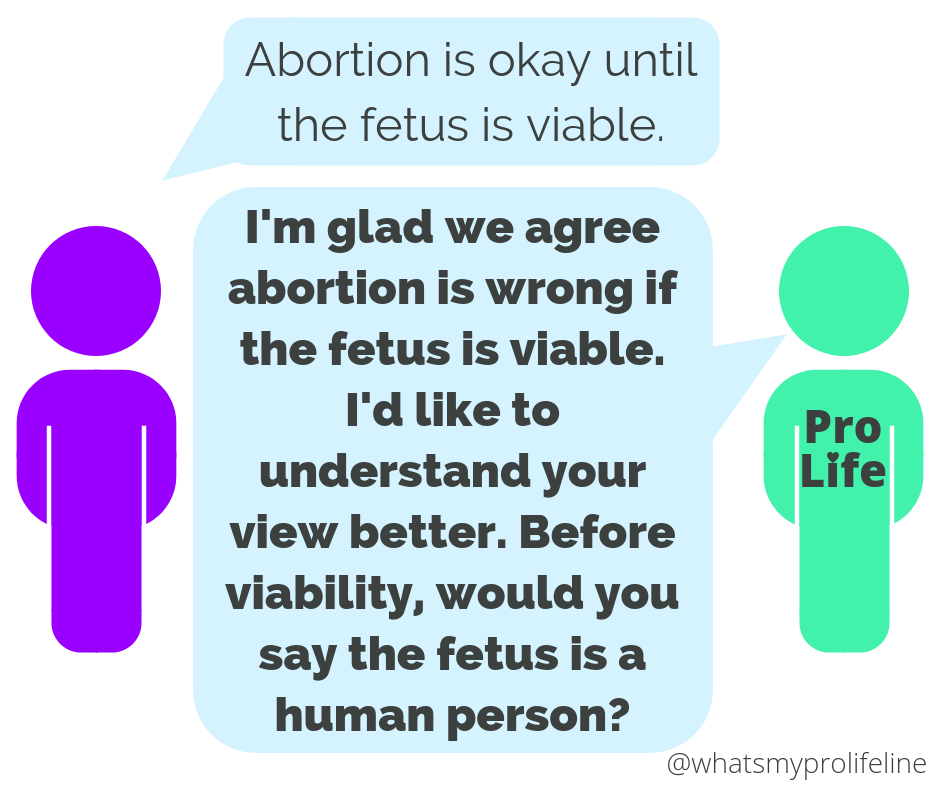 Abortion is okay until
the fetus is viable.
I'm glad we agree
abortion is wrong if
the fetus is viable.
I'd like to
understand your
view better. Before
viability, would you
say the fetus is a
human person?
Pro
Life
@whatsmyprolifeline